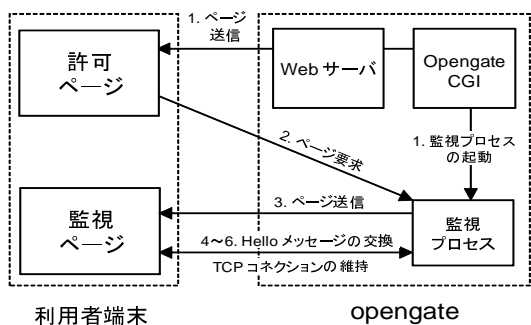 1. ページ
送信
許可
ページ
Web サーバ
Opengate
CGI
2. ページ要求
1. 監視プロセス
の起動
3. ページ送信
監視
ページ
4～6. Hello メッセージの交換
TCP コネクションの維持
監視
プロセス
利用者端末
opengate